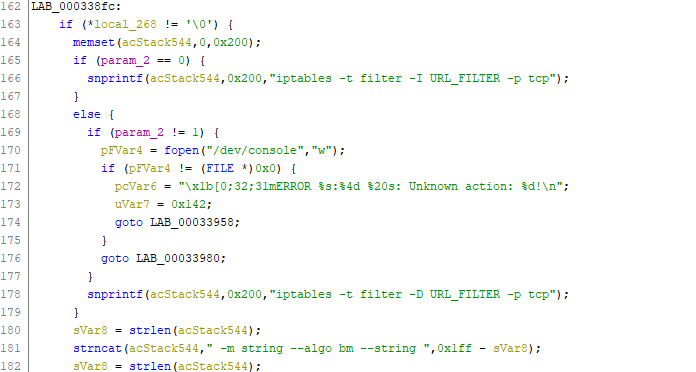 162 LAB_000338fc:
163     if (*local_268 != '\0') {
164       memset(acStack544,0,0x200);
165       if (param_2 == 0) {
166         snprintf(acStack544,0x200,"iptables -t filter -I URL_FILTER -p tcp");
167       }
168       else {
169         if (param_2 != 1) {
170           pFVar4 = fopen("/dev/console","w");
171           if (pFVar4 != (FILE *)0x0) {
172             pcVar6 = "\x1b[0;32;31mERROR %s:%4d %20s: Unknown action: %d!\n";
173             uVar7 = 0x142;
174             goto LAB_00033958;
175           }
176           goto LAB_00033980;
177         }
178         snprintf(acStack544,0x200,"iptables -t filter -D URL_FILTER -p tcp");
179       }
180       sVar8 = strlen(acStack544);
181       strncat(acStack544," -m string --algo bm --string ",0x1ff - sVar8);
182       sVar8 = strlen(acStack544);